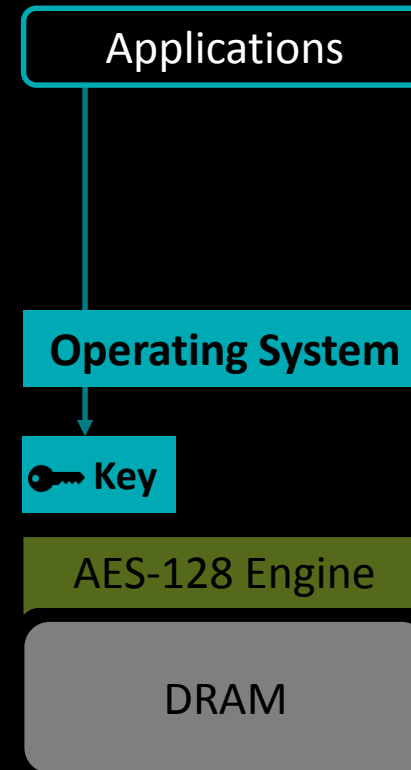 Applications
Operating System
Key
AES-128 Engine
DRAM